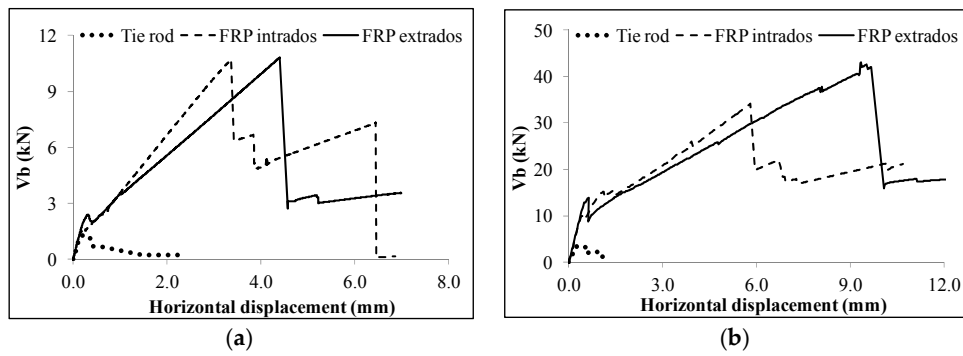 Tie rod FRP intrados FRP extrados
12
9
6
3
0
Vb (kN)
0.0 2.0 4.0 6.0 8.0
Horizontal displacement (mm)
(a)
Tie rod FRP intrados FRP extrados
50
40
30
20
10
0
Vb (kN)
0.0 3.0 6.0 9.0 12.0
Horizontal displacement (mm)
(b)